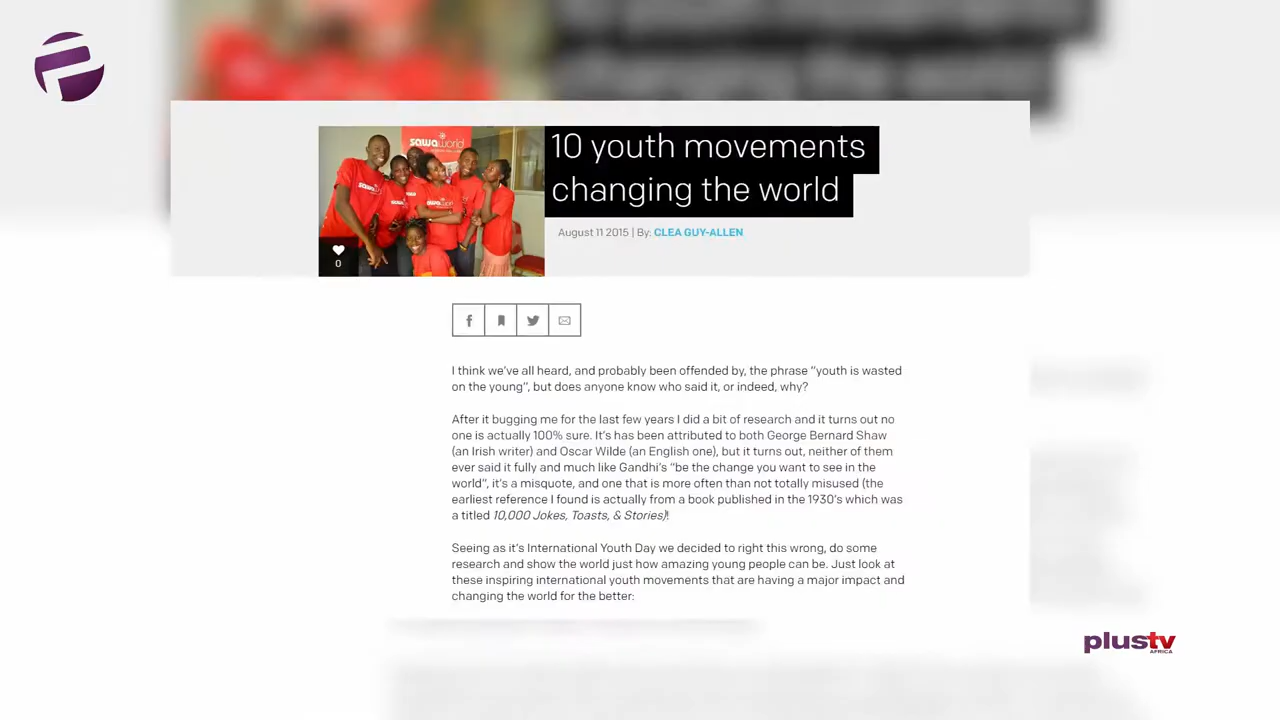 10 youth movements
changing the world
sawaworld
August 11 2015 | By: CLEA GUY-ALLEN
0
I think we've all heard, and probably been offended by, the phrase "youth is wasted
on the young", but does anyone know who said it, or indeed, why?
After it bugging me for the last few years I did a bit of research and it turns out no
one is actually 100% sure. It's has been attributed to both George Bernard Shaw
(an Irish writer) and Oscar Wilde (an English one), but it turns out, neither of them
ever said it fully and much like Gandhi's "be the change you want to see in the
world", it's a misquote, and one that is more often than not totally misused (the
earliest reference I found is actually from a book published in the 1930's which was
a titled 10,000 Jokes, Toasts, & Stories)!
Seeing as it's International Youth Day we decided to right this wrong, do some
research and show the world just how amazing young people can be. Just look at
these inspiring international youth movements that are having a major impact and
changing the world for the better:
plustv
AFRICA